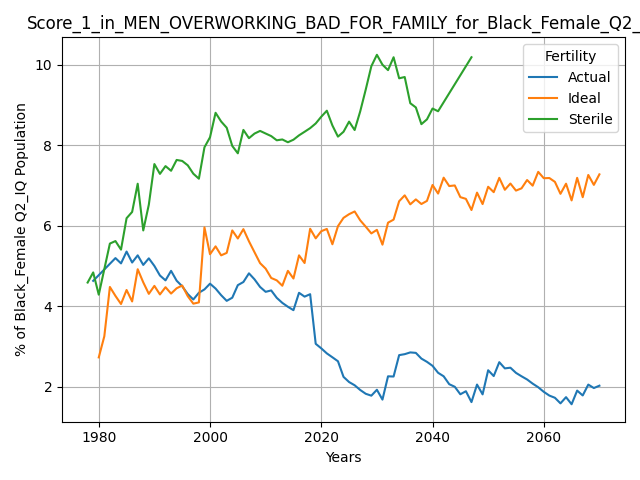 Score_1_in_MEN_OVERWORKING_BAD_FOR_FAMILY_for_Black_Female_Q2_
Fertility
Actual
Ideal
Sterile
% of Black_Female Q2_IQ Population
10
8
6
4
2
1980 2000 2020 2040 2060
Years